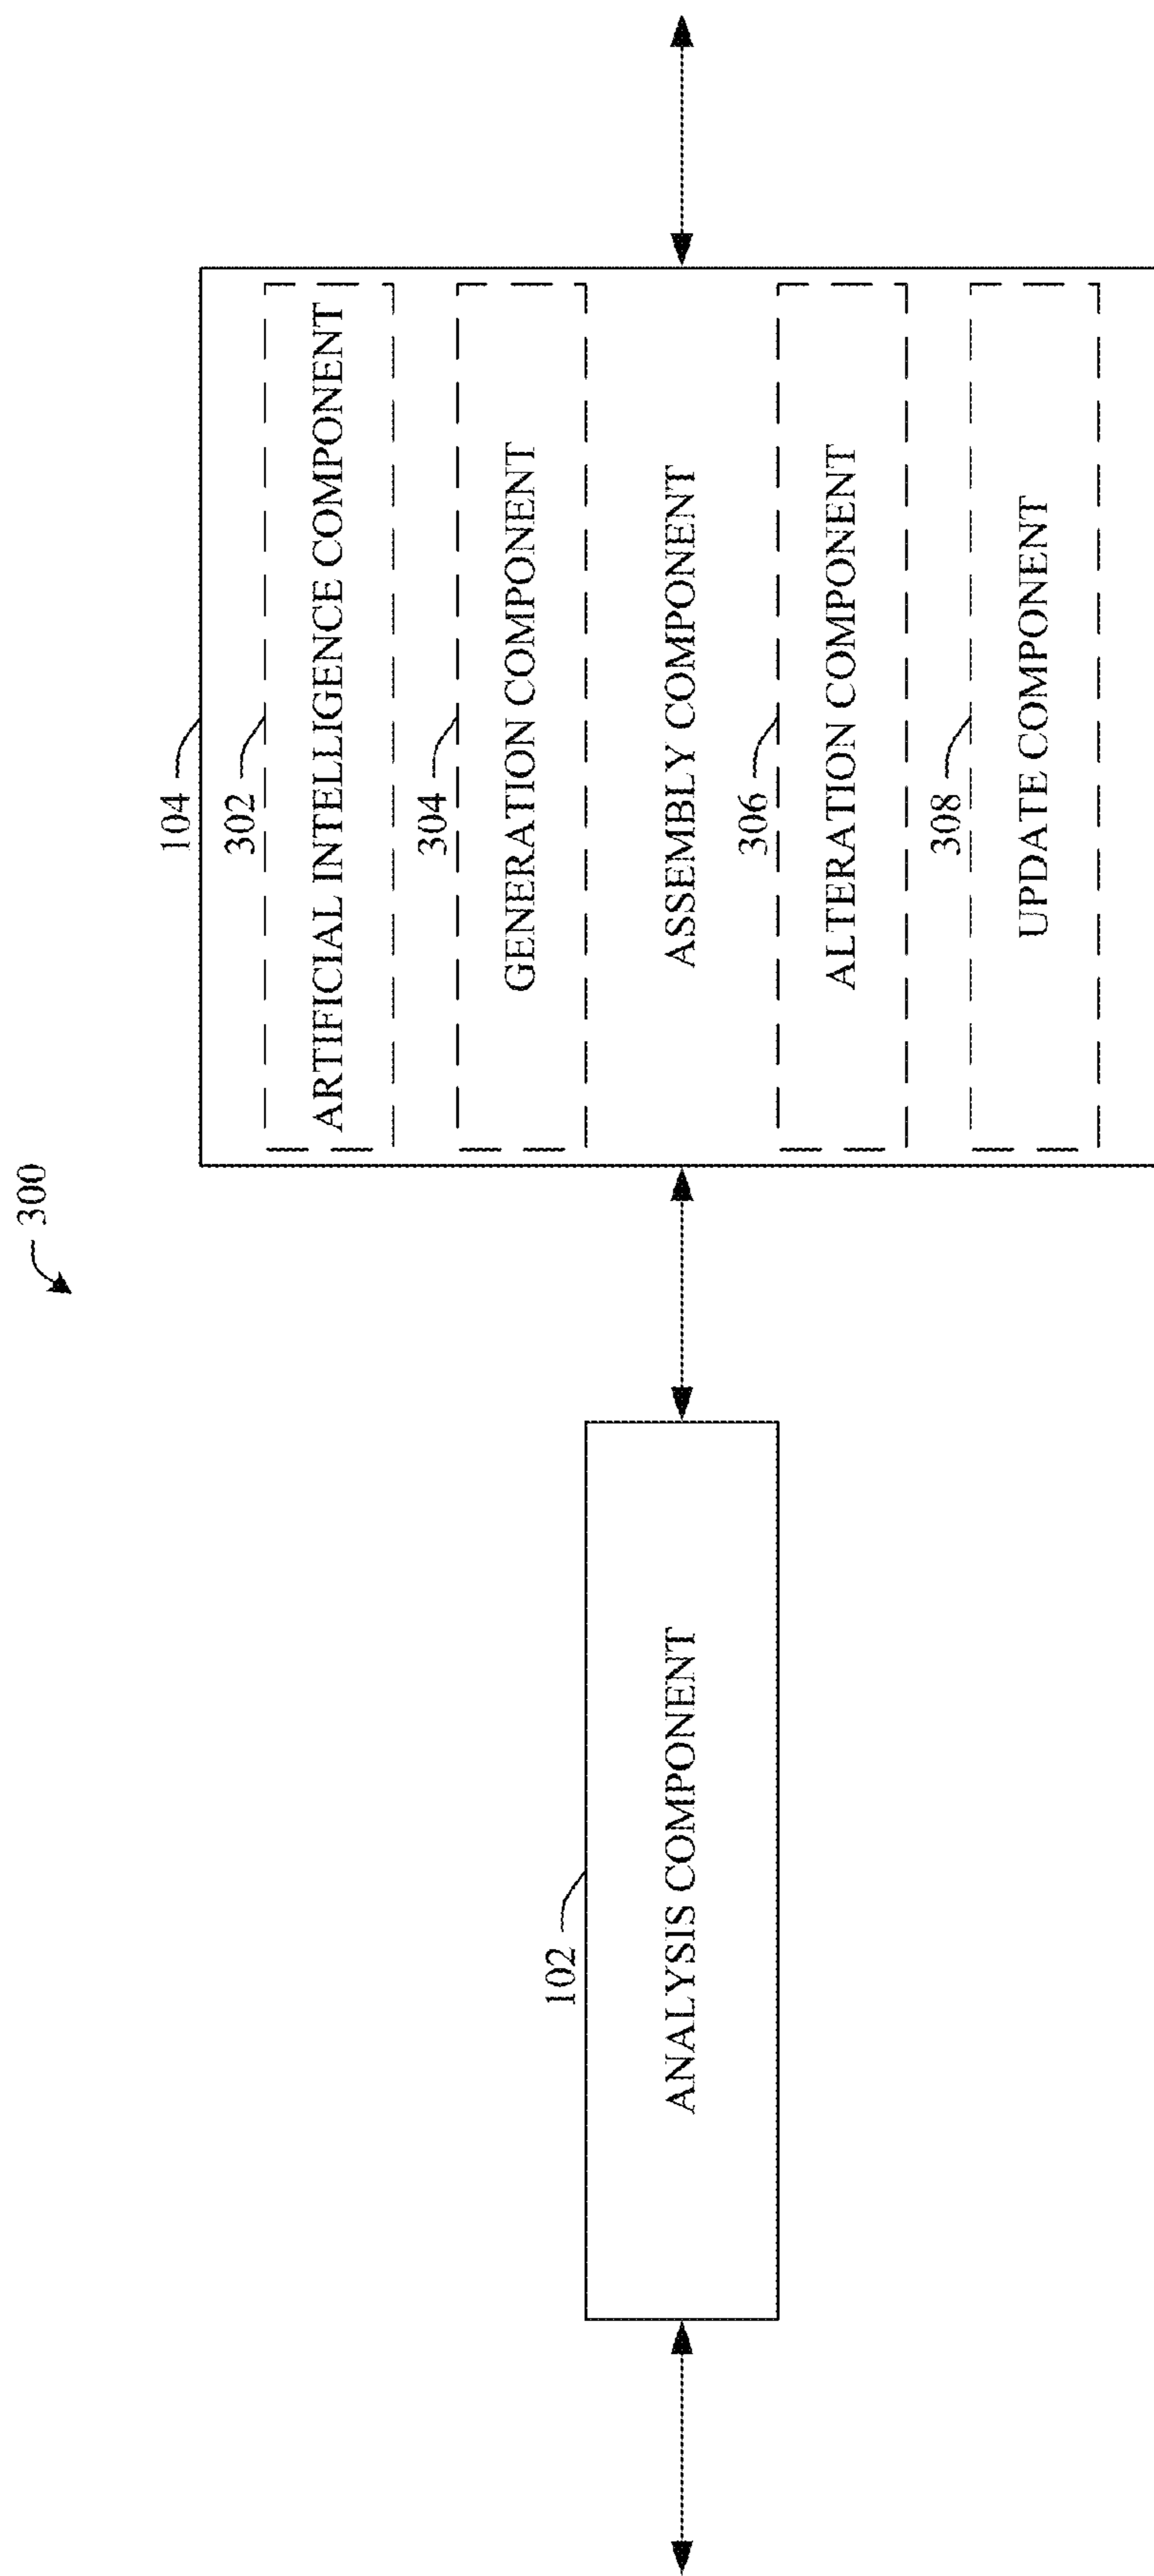 300
104
302
ARTIFICIAL INTELLIGENCE COMPONENT
304
GENERATION COMPONENT
102
ANALYSIS COMPONENT
ASSEMBLY COMPONENT
306
ALTERATION COMPONENT
308
UPDATE COMPONENT